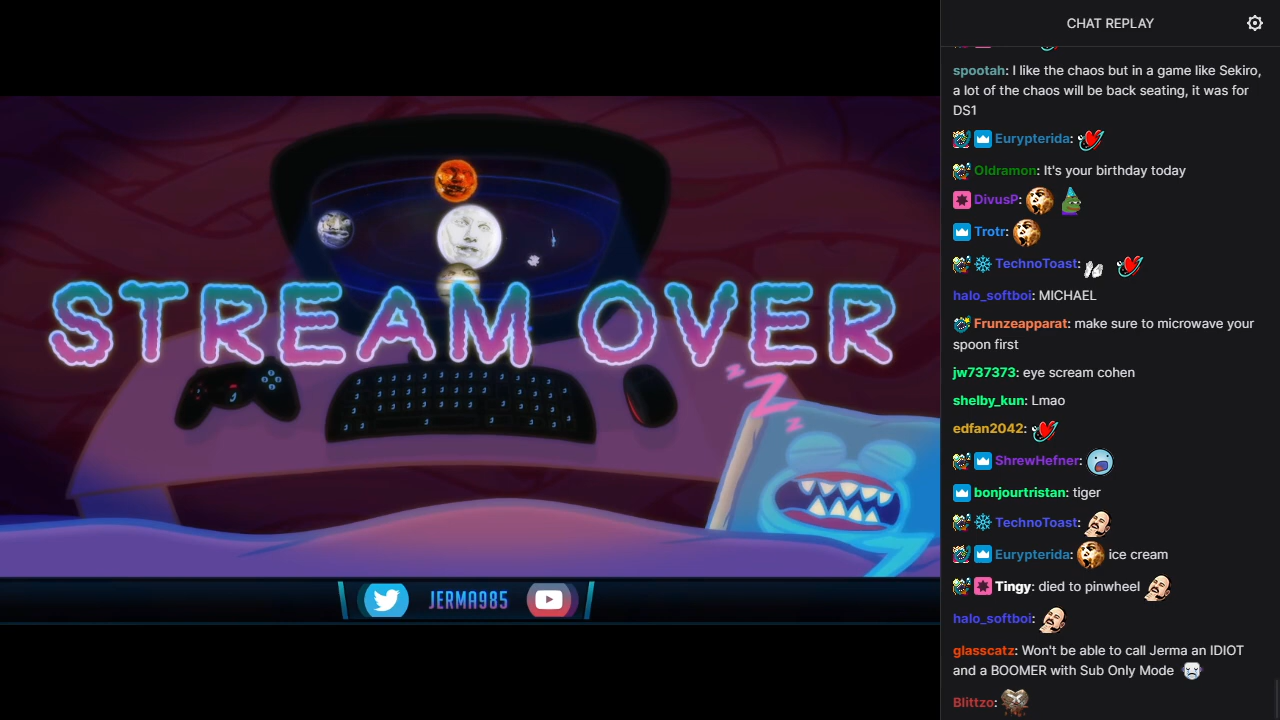 CHAT REPLAY
spootah: I like the chaos but in a game like Sekiro,
a lot of the chaos will be back seating, it was for
DS1
Eurypterida:
Oldramon: It's your birthday today
DivusP:
Trotr:
TechnoToast:
halo_softboi: MICHAEL
Frunzeapparat: make sure to microwave your
spoon first
jw737373: eye scream cohen
shelby_kun: Lmao
edfan2042:
ShrewHefner:
bonjourtristan: tiger
TechnoToast:
Eurypterida: ice cream
Tingy: died to pinwheel
halo_softboi:
glasscatz: Won't be able to call Jerma an IDIOT
and a BOOMER with Sub Only Mode
Blittzo:
STREAM OVER
z
Z
z
JERMA985